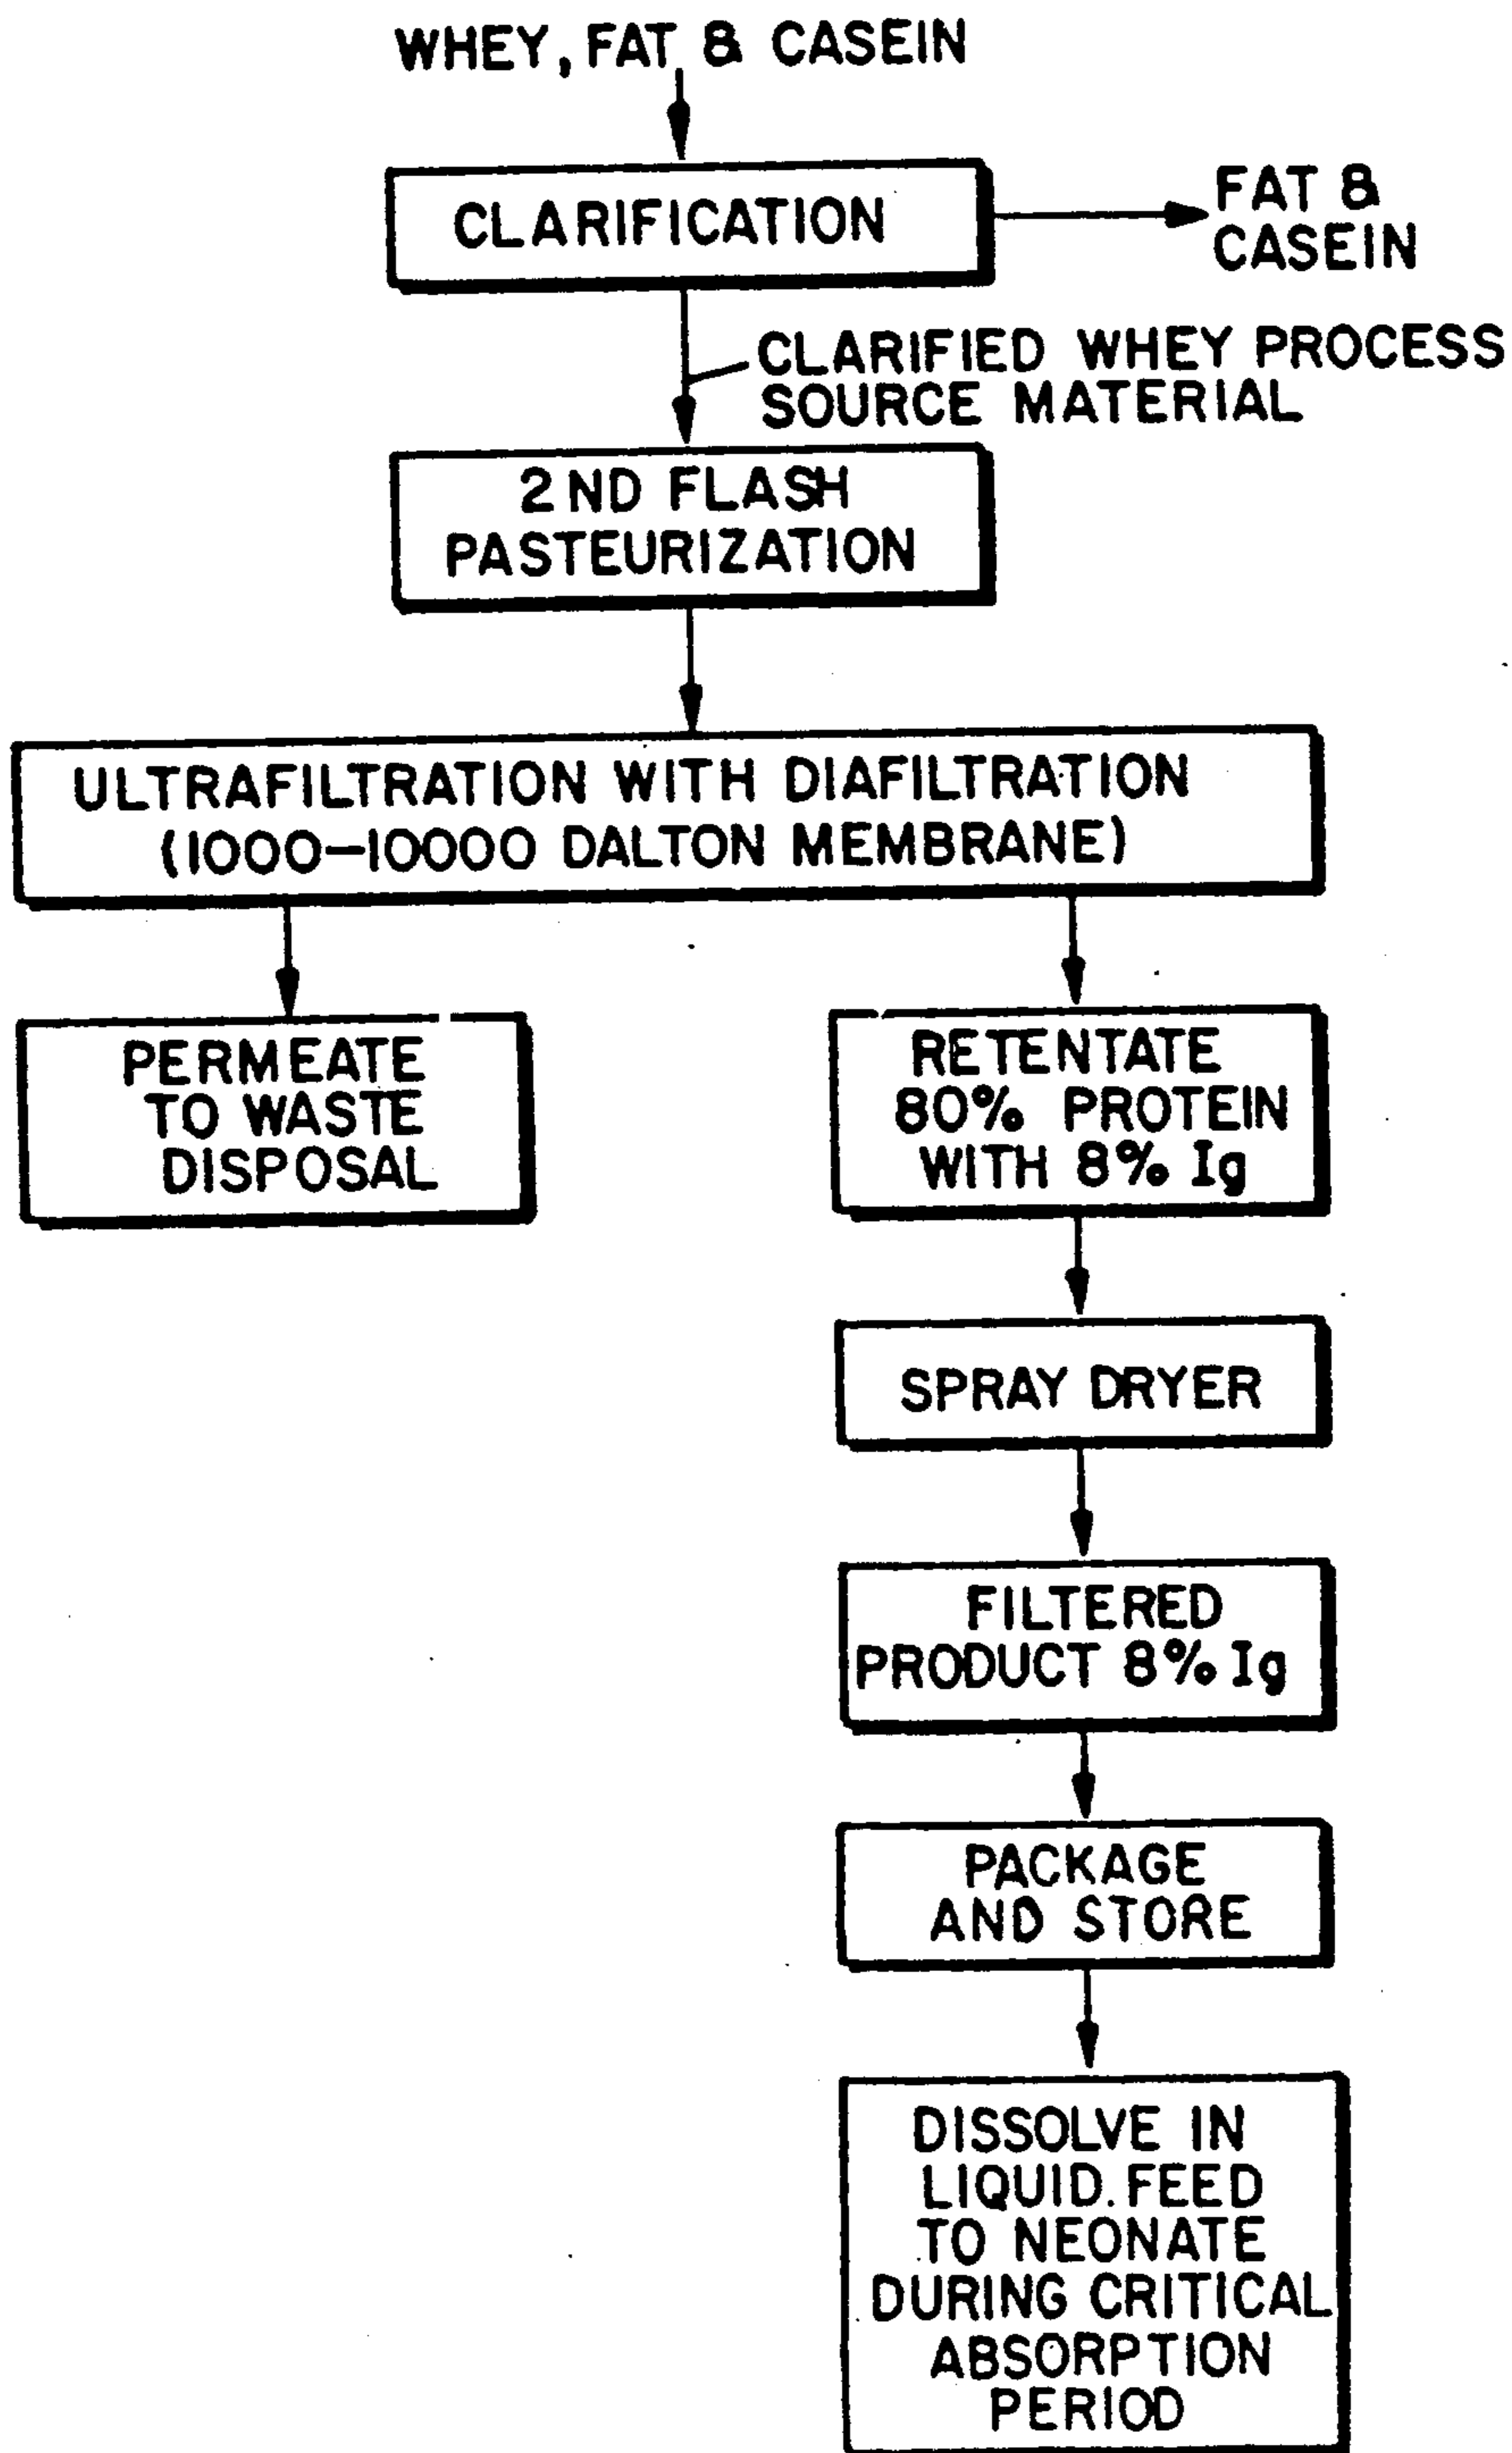 WHEY, FAT & CASEIN
CLARIFICATION
FAT &
CASEIN
CLARIFIED WHEY PROCESS
SOURCE MATERIAL
2ND FLASH
PASTEURIZATION
ULTRAFILTRATION WITH DIAFILTRATION
(1000-10000 DALTON MEMBRANE)
PERMEATE
TO WASTE
DISPOSAL
RETENTATE
80% PROTEIN
WITH 8% Ig
SPRAY DRYER
FILTERED
PRODUCT 8% Ig
PACKAGE
AND STORE
DISSOLVE IN
LIQUID. FEED
TO NEONATE
DURING CRITICAL
ABSORPTION
PERIOD